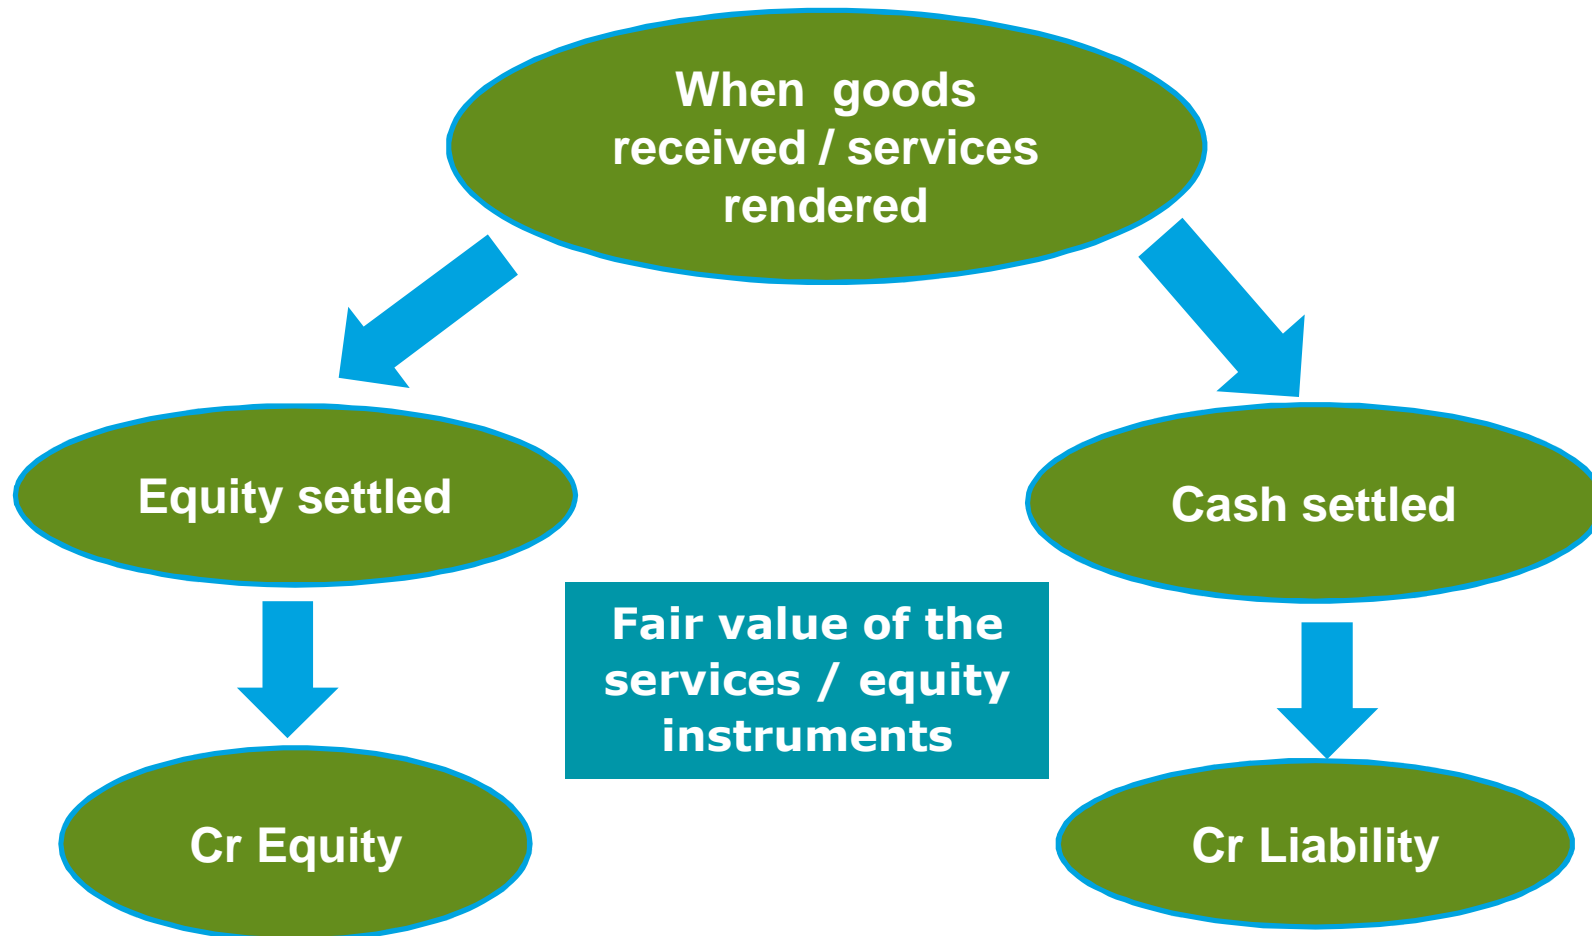 When goods
received / services
rendered
Equity settled
Cash settled
Fair value of the
services / equity
instruments
Cr Equity
Cr Liability